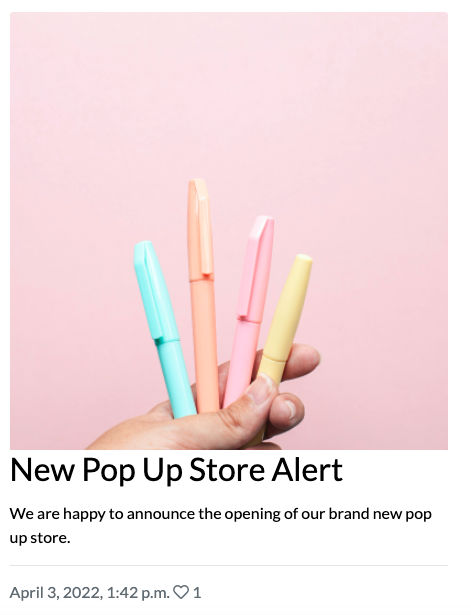 New Pop Up Store Alert
We are happy to announce the opening of our brand new pop
up store.
April 3, 2022, 1:42 p.m. ♡ 1